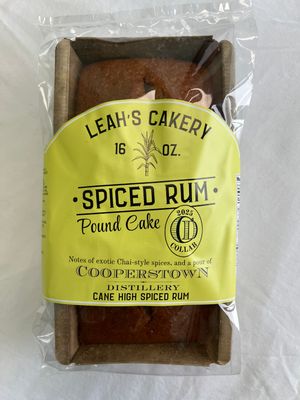 LEAH'S CAKERY
16 OZ.
• SPICED RUM •
Pound Cake
2025
CD
COLLAB
Notes of exotic Chai-style spices, and a pour of
COOPERSTOWN
DISTILLERY
CANE HIGH SPICED RUM